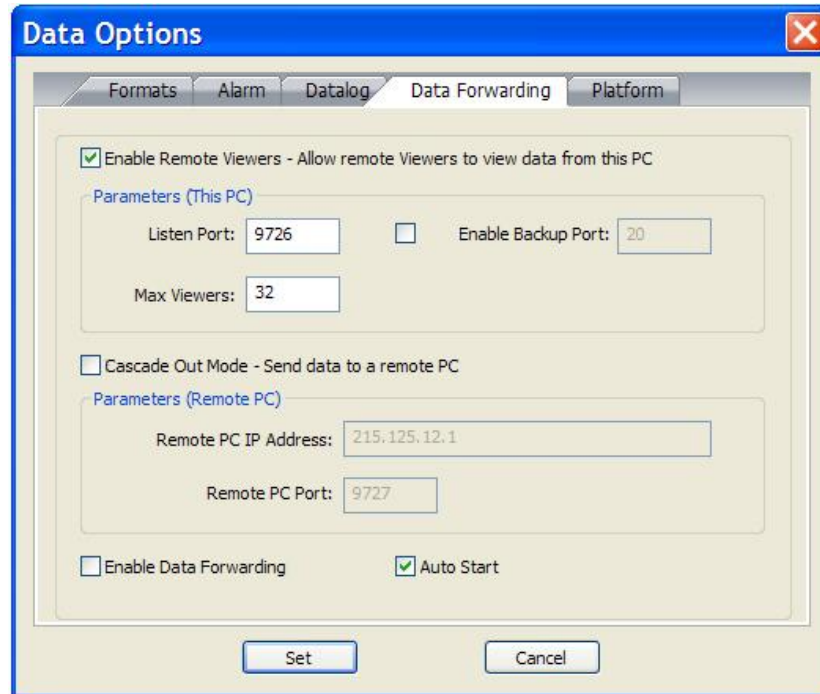 Data Options
Formats Alarm Datalog Data Forwarding Platform
Enable Remote Viewers - Allow remote Viewers to view data from this PC
Parameters (This PC)
Listen Port: 9726 Enable Backup Port: 20
Max Viewers: 32
Cascade Out Mode - Send data to a remote PC
Parameters (Remote PC)
Remote PC IP Address: 215.125.12.1
Remote PC Port: 9727
Enable Data Forwarding Auto Start
Set Cancel